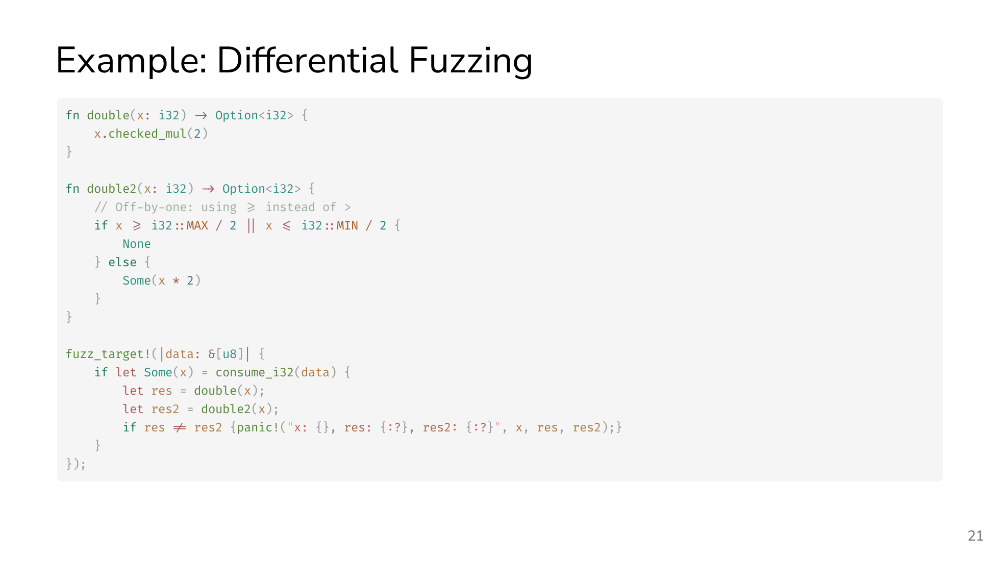 Example: Differential Fuzzing
fn double(x: i32) -> Option<i32> {
    x.checked_mul(2)
}

fn double2(x: i32) -> Option<i32> {
    // Off-by-one: using >= instead of >
    if x >= i32::MAX / 2 || x <= i32::MIN / 2 {
        None
    } else {
        Some(x * 2)
    }
}

fuzz_target!(|data: &[u8]| {
    if let Some(x) = consume_i32(data) {
        let res = double(x);
        let res2 = double2(x);
        if res != res2 {panic!("x: {}, res: {:?}, res2: {:?}", x, res, res2);}
    }
});
21